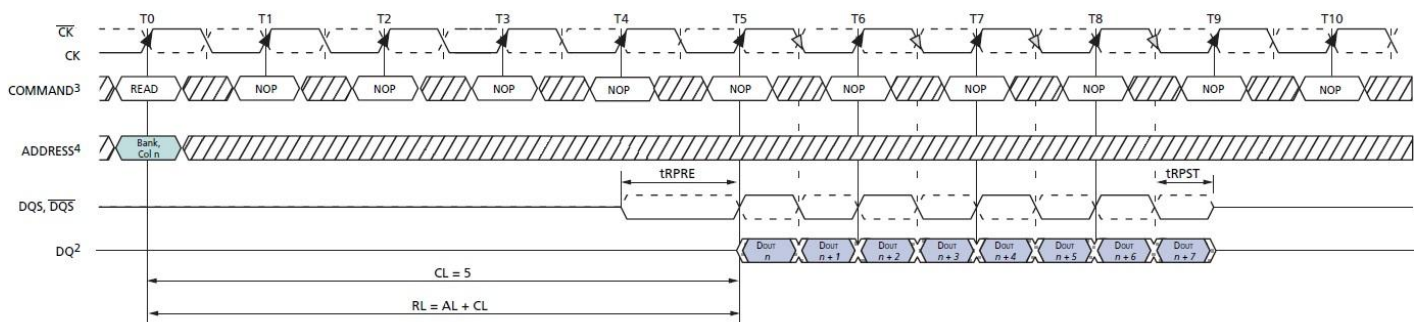 T0 T1 T2 T3 T4 T5 T6 T7 T8 T9 T10
CK
CK
COMMAND3 READ NOP NOP NOP NOP NOP NOP NOP NOP NOP NOP
ADDRESS4 Bank,
Col n
tRPRE tRPST
DQS, DQS
DQ2 DOUT DOUT DOUT DOUT DOUT DOUT DOUT DOUT
n n + 1 n + 2 n + 3 n + 4 n + 5 n + 6 n + 7
CL = 5
RL = AL + CL